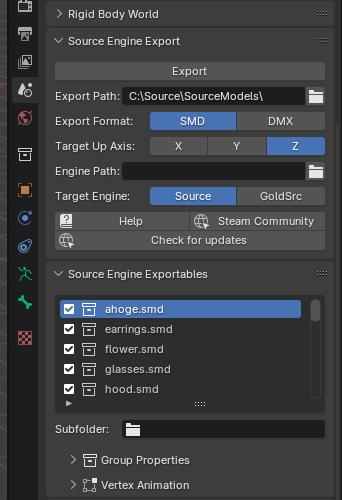 Rigid Body World
Source Engine Export
Export
Export Path: C:\Source\SourceModels\
Export Format: SMD DMX
Target Up Axis: X Y Z
Engine Path:
Target Engine: Source GoldSrc
Help Steam Community
Check for updates
Source Engine Exportables
ahoge.smd
earrings.smd
flower.smd
glasses.smd
hood.smd
Subfolder:
Group Properties
Vertex Animation